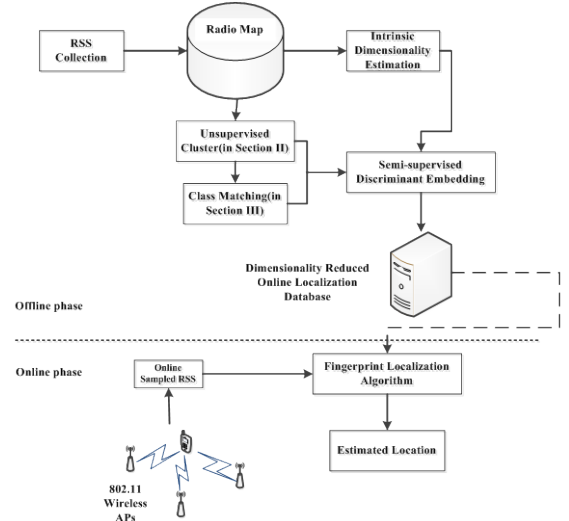 RSS
Collection
Radio Map
Intrinsic
Dimensionality
Estimation
Unsupervised
Cluster(in Section II)
Class Matching(in
Section III)
Semi-supervised
Discriminant Embedding
Dimensionality Reduced
Online Localization
Database
Offline phase
Online phase
Online
Sampled RSS
Fingerprint Localization
Algorithm
Estimated Location
802.11
Wireless
APs